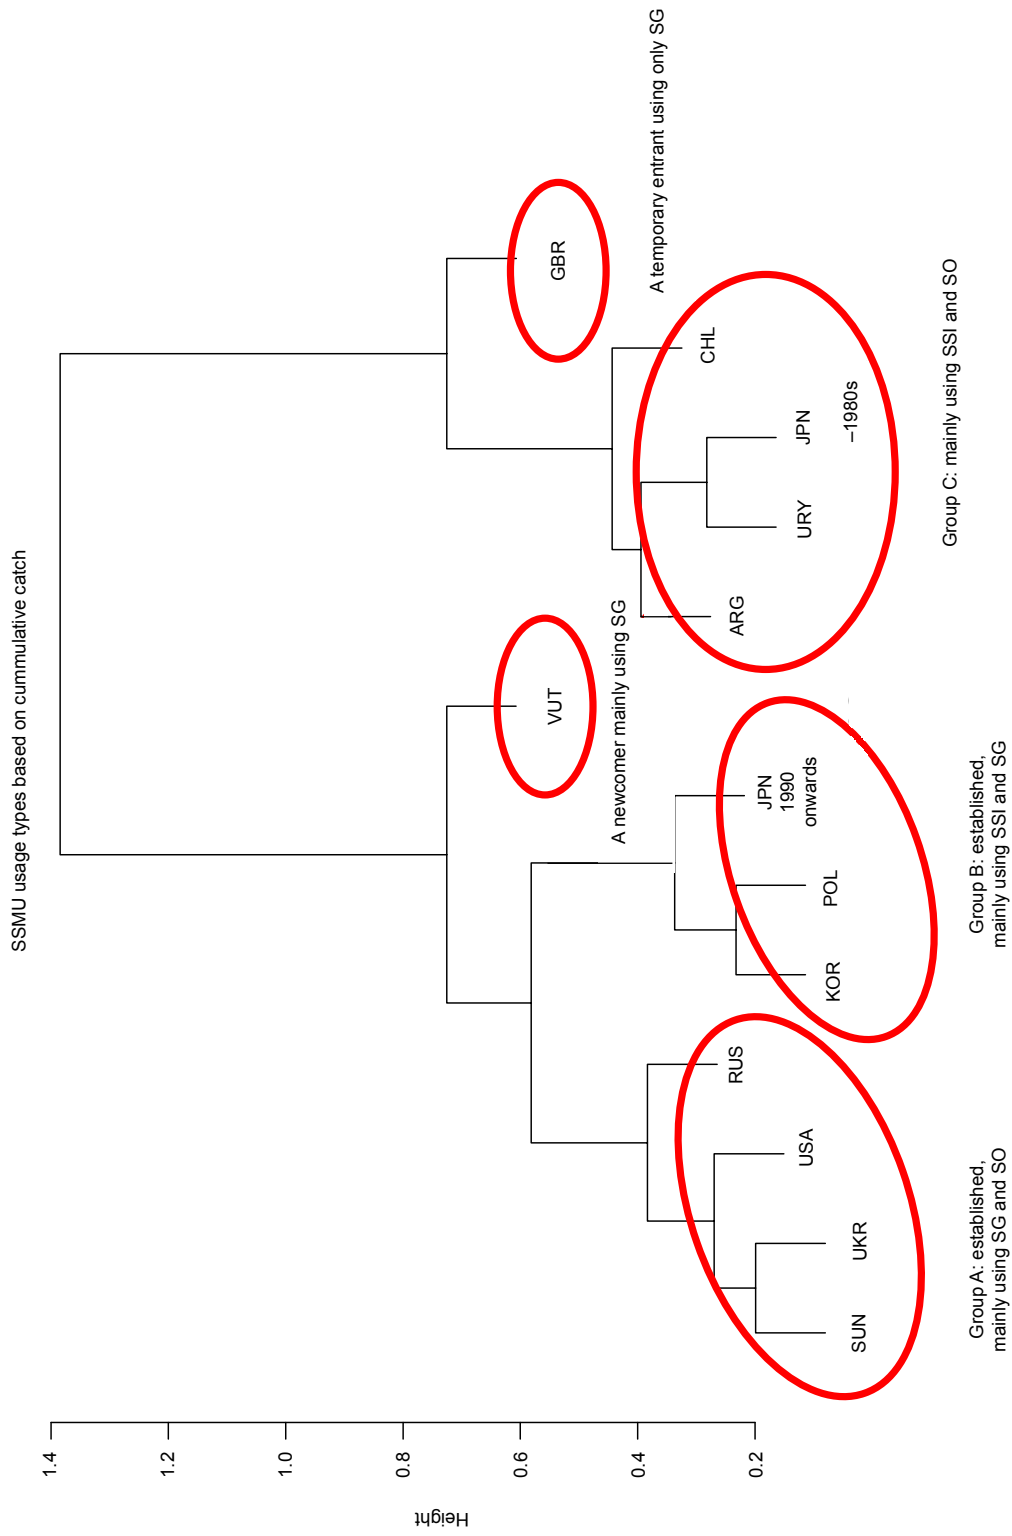 SSMU usage types based on cummulative catch
Height
1.4
1.2
1.0
0.8
0.6
0.4
0.2
SUN
UKR
USA
RUS
KOR
POL
JPN
1990
onwards
VUT
A newcomer mainly using SG
ARG
URY
JPN
–1980s
CHL
GBR
A temporary entrant using only SG
Group A: established,
mainly using SG and SO
Group B: established,
mainly using SSI and SG
Group C: mainly using SSI and SO